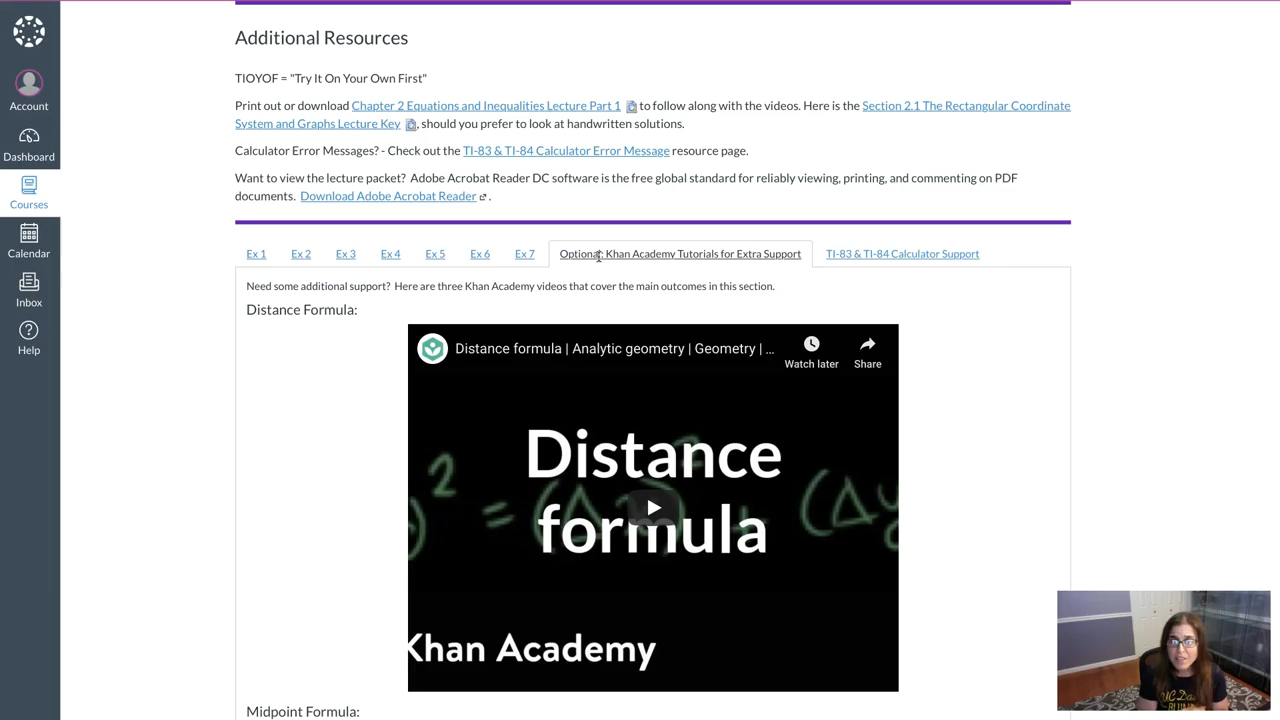 Additional Resources
TIOYOF = "Try It On Your Own First"
Print out or download Chapter 2 Equations and Inequalities Lecture Part 1 to follow along with the videos. Here is the Section 2.1 The Rectangular Coordinate
System and Graphs Lecture Key , should you prefer to look at handwritten solutions.
Calculator Error Messages? - Check out the TI-83 & TI-84 Calculator Error Message resource page.
Want to view the lecture packet? Adobe Acrobat Reader DC software is the free global standard for reliably viewing, printing, and commenting on PDF
documents. Download Adobe Acrobat Reader .
Account
Dashboard
Courses
Calendar
Inbox
Help
Ex 1 Ex 2 Ex 3 Ex 4 Ex 5 Ex 6 Ex 7 Optional: Khan Academy Tutorials for Extra Support TI-83 & TI-84 Calculator Support
Need some additional support? Here are three Khan Academy videos that cover the main outcomes in this section.
Distance Formula:
Distance formula | Analytic geometry | Geometry | ...
Watch later
Share
Distance
formula
Khan Academy
Midpoint Formula: